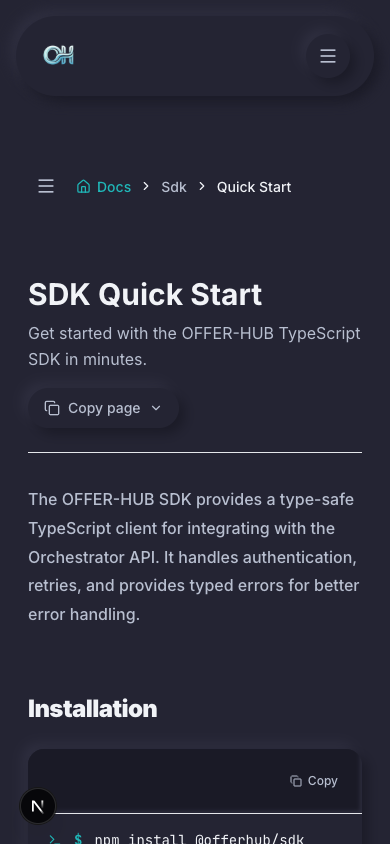 OH
Docs > Sdk > Quick Start
SDK Quick Start
Get started with the OFFER-HUB TypeScript
SDK in minutes.
Copy page
The OFFER-HUB SDK provides a type-safe
TypeScript client for integrating with the
Orchestrator API. It handles authentication,
retries, and provides typed errors for better
error handling.
Installation
Copy
N
$ npm install @offerhub/sdk